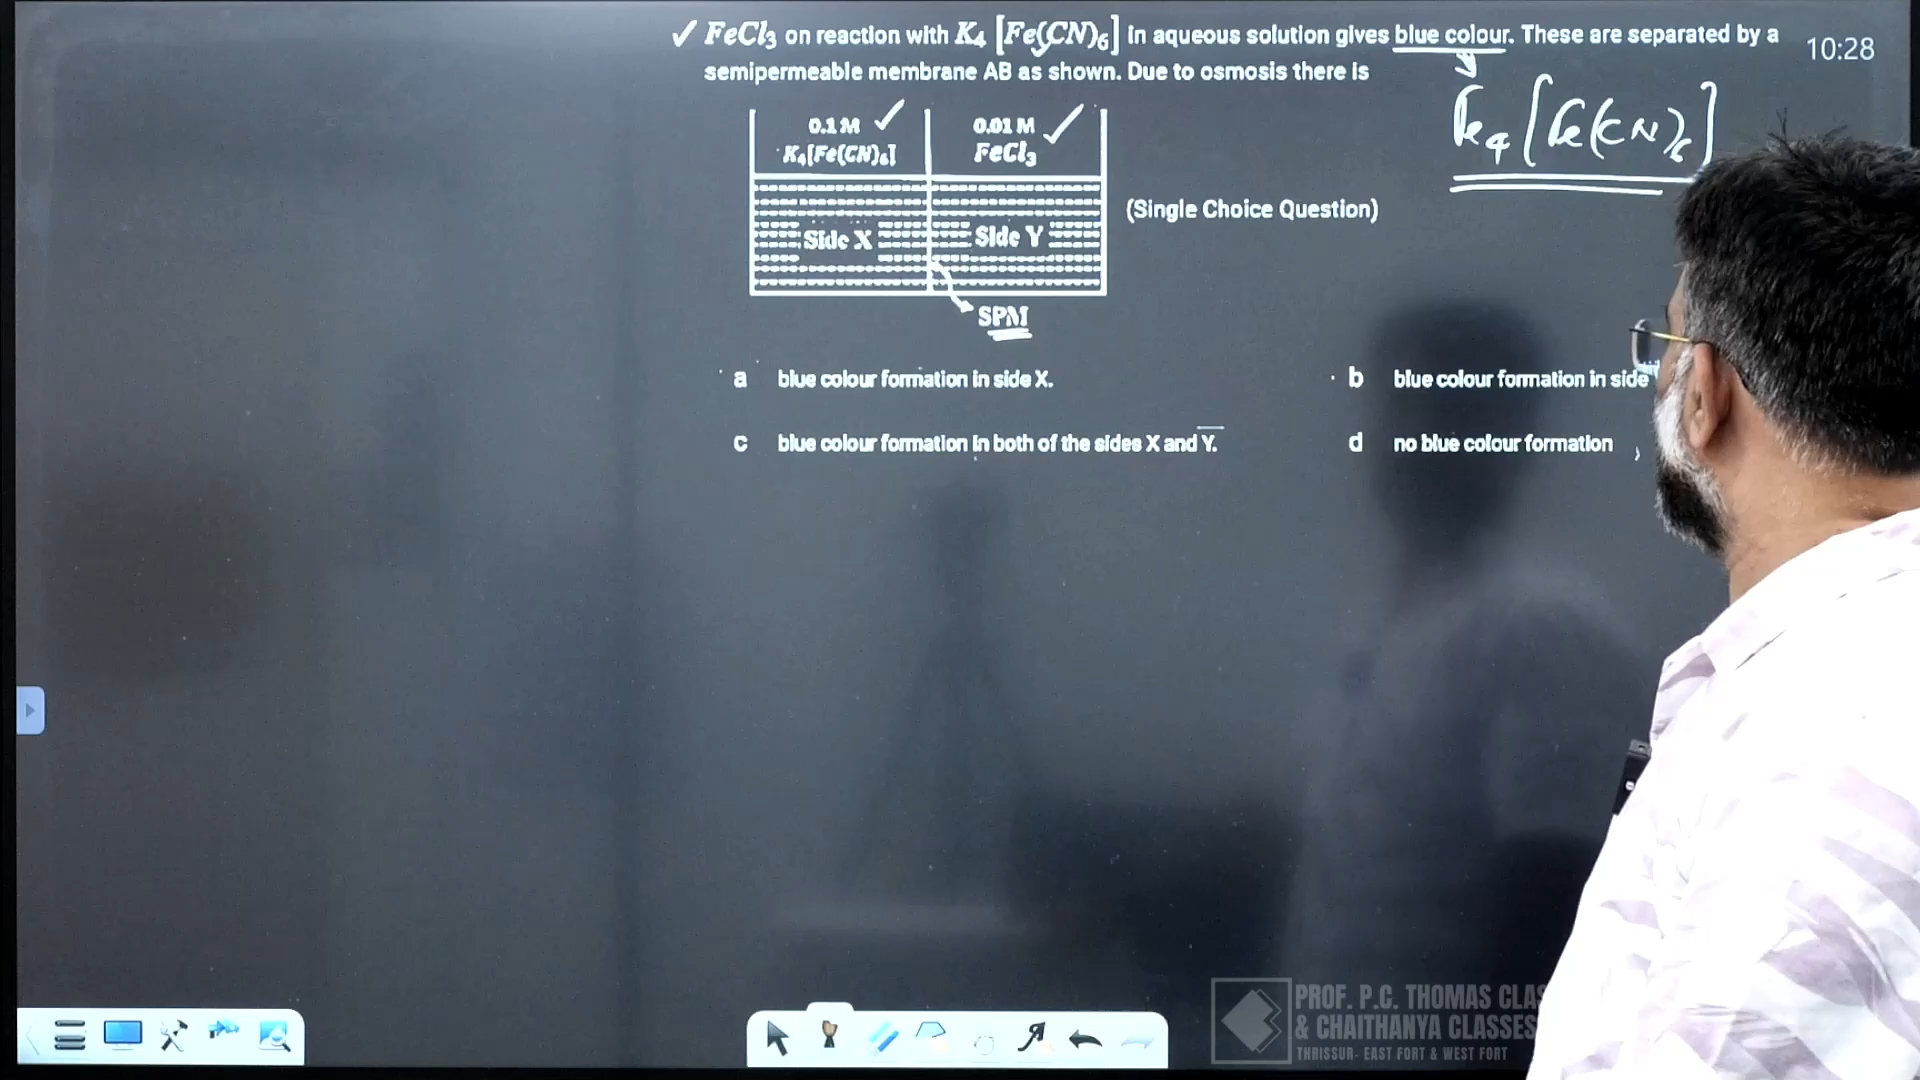 ✓ FeCl₃ on reaction with K₄ [Fe(CN)₆] in aqueous solution gives blue colour. These are separated by a
10:28
semipermeable membrane AB as shown. Due to osmosis there is
Fe₄[Fe(CN)₆]
0.1 M ✓ 0.01 M ✓
K₄[Fe(CN)₆] FeCl₃
(Single Choice Question)
Side X Side Y
SPM
a blue colour formation in side X.
b blue colour formation in side
c blue colour formation in both of the sides X and Y.
d no blue colour formation
PROF. P.C. THOMAS CLAS
& CHAITHANYA CLASSES
THRISSUR- EAST FORT & WEST FORT